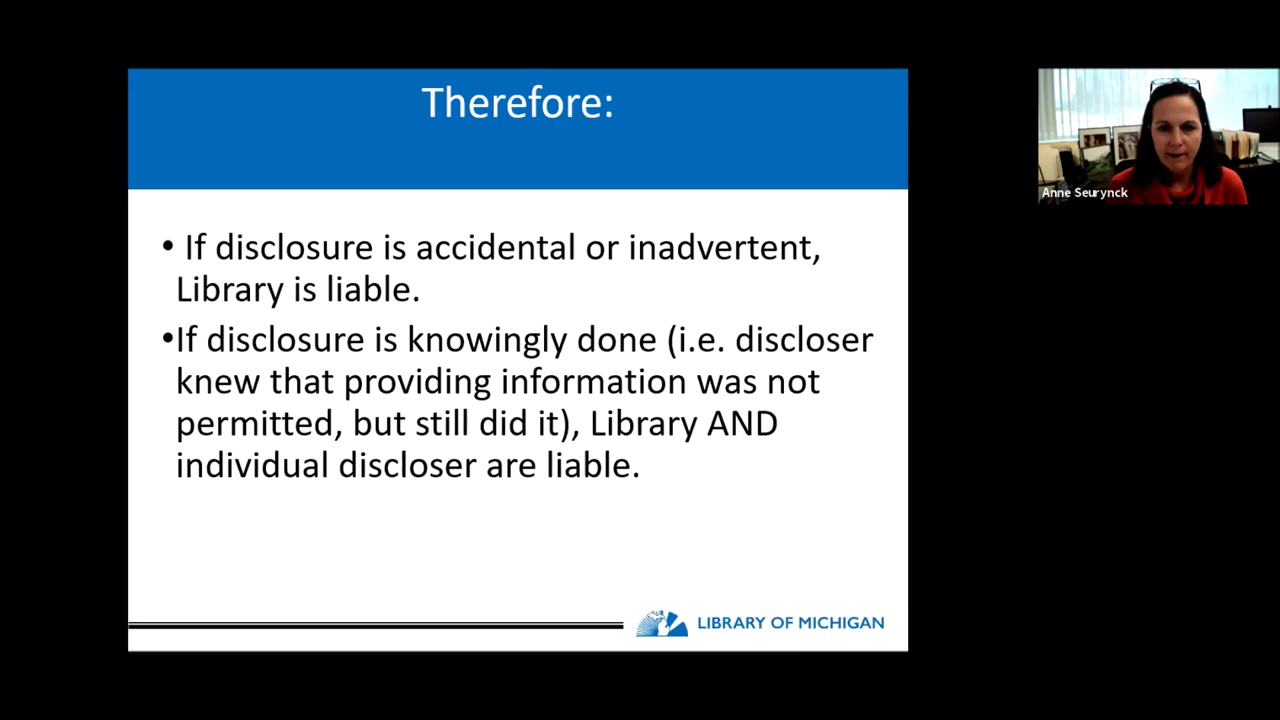 Therefore:
• If disclosure is accidental or inadvertent,
Library is liable.
•If disclosure is knowingly done (i.e. discloser
knew that providing information was not
permitted, but still did it), Library AND
individual discloser are liable.
LIBRARY OF MICHIGAN
Anne Seurynck